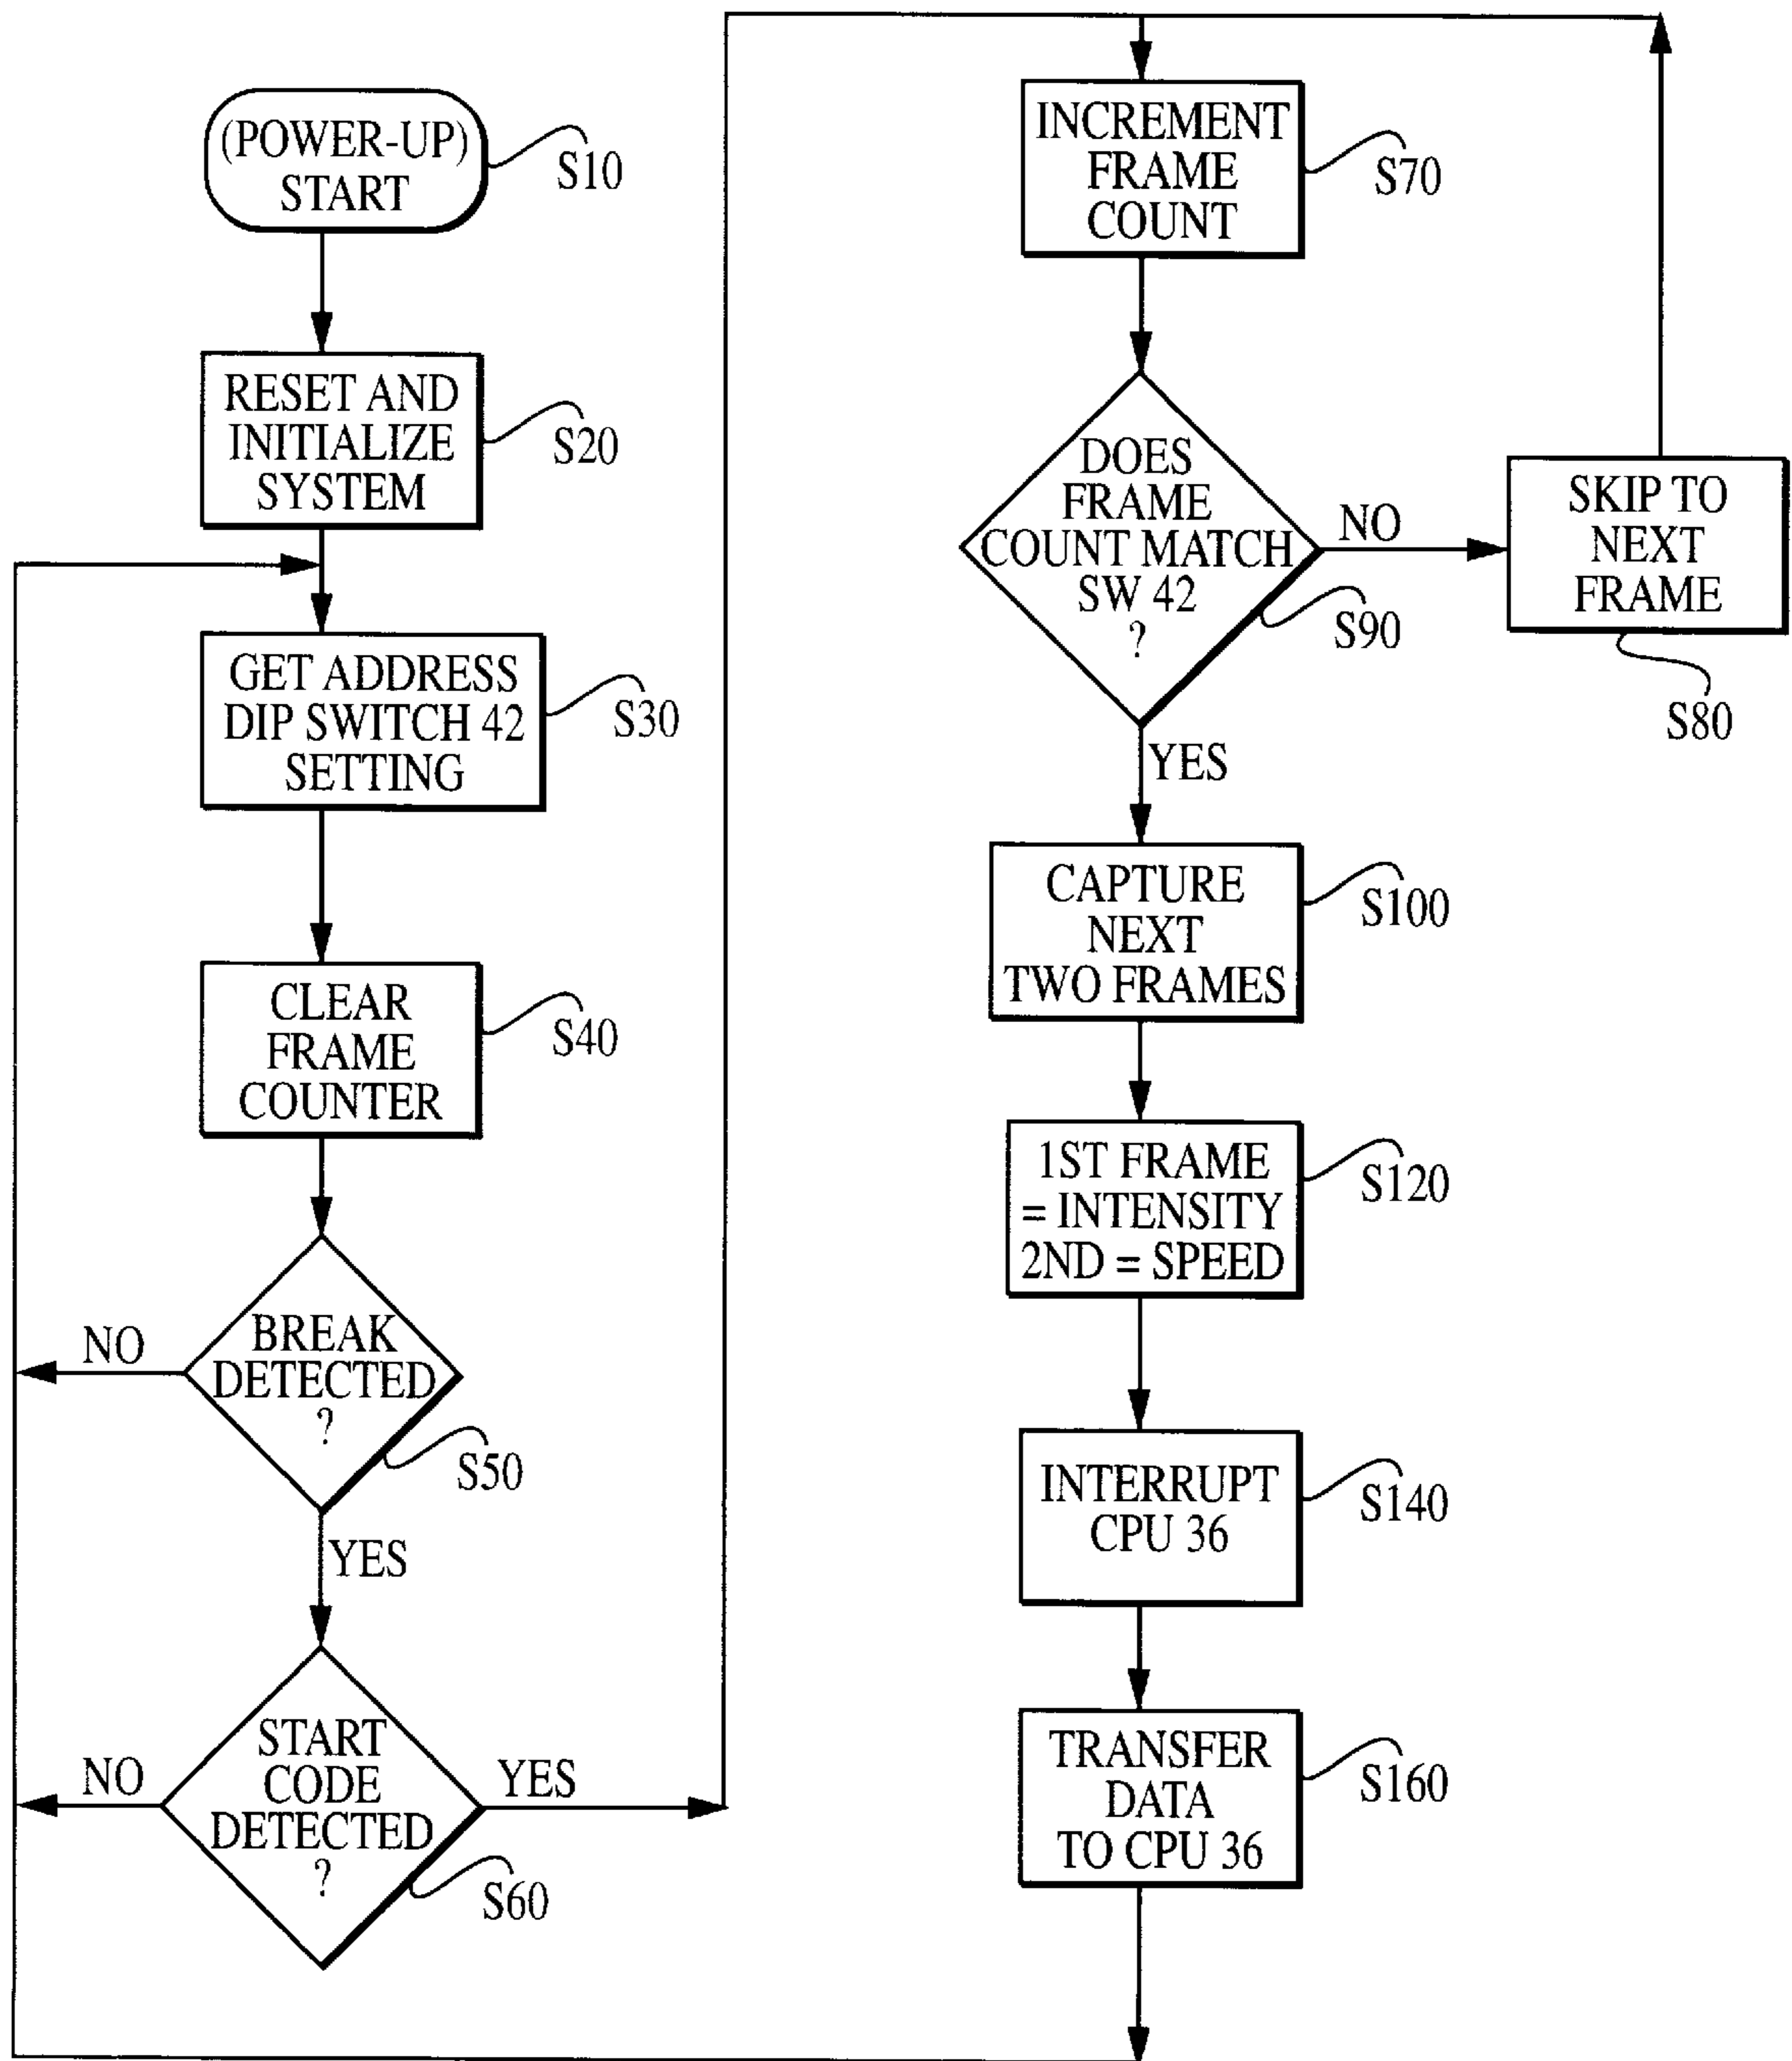 (POWER-UP)
START
S10
RESET AND
INITIALIZE
SYSTEM
S20
GET ADDRESS
DIP SWITCH 42
SETTING
S30
CLEAR
FRAME
COUNTER
S40
BREAK
DETECTED
?
NO
S50
YES
START
CODE
DETECTED
?
NO
YES
S60
INCREMENT
FRAME
COUNT
S70
DOES
FRAME
COUNT MATCH
SW 42
?
NO
S90
SKIP TO
NEXT
FRAME
S80
YES
CAPTURE
NEXT
TWO FRAMES
S100
1ST FRAME
= INTENSITY
2ND = SPEED
S120
INTERRUPT
CPU 36
S140
TRANSFER
DATA
TO CPU 36
S160